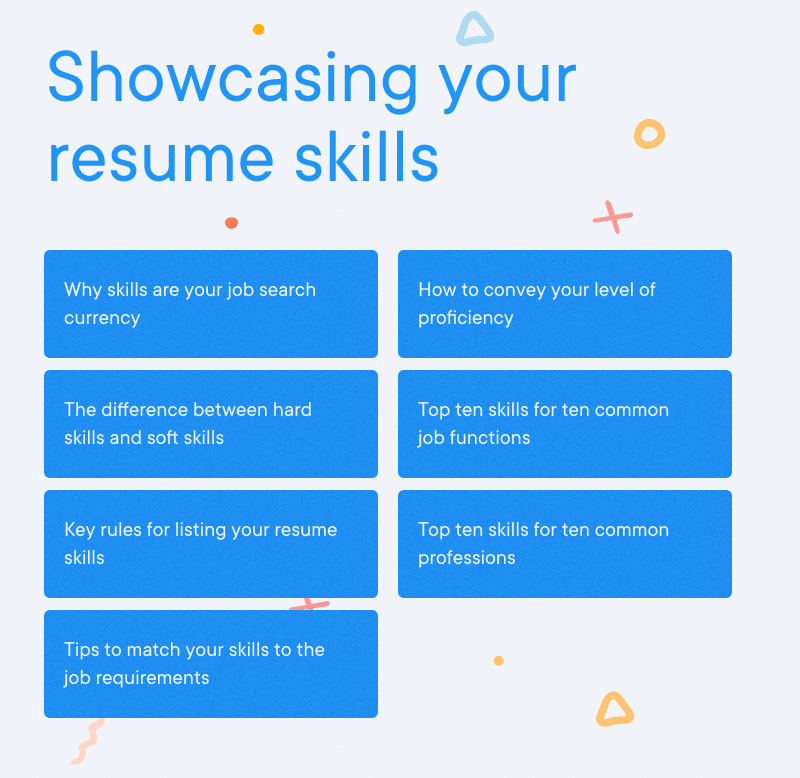 Showcasing your
resume skills
Why skills are your job search
currency
The difference between hard
skills and soft skills
Key rules for listing your resume
skills
Tips to match your skills to the
job requirements
How to convey your level of
proficiency
Top ten skills for ten common
job functions
Top ten skills for ten common
professions